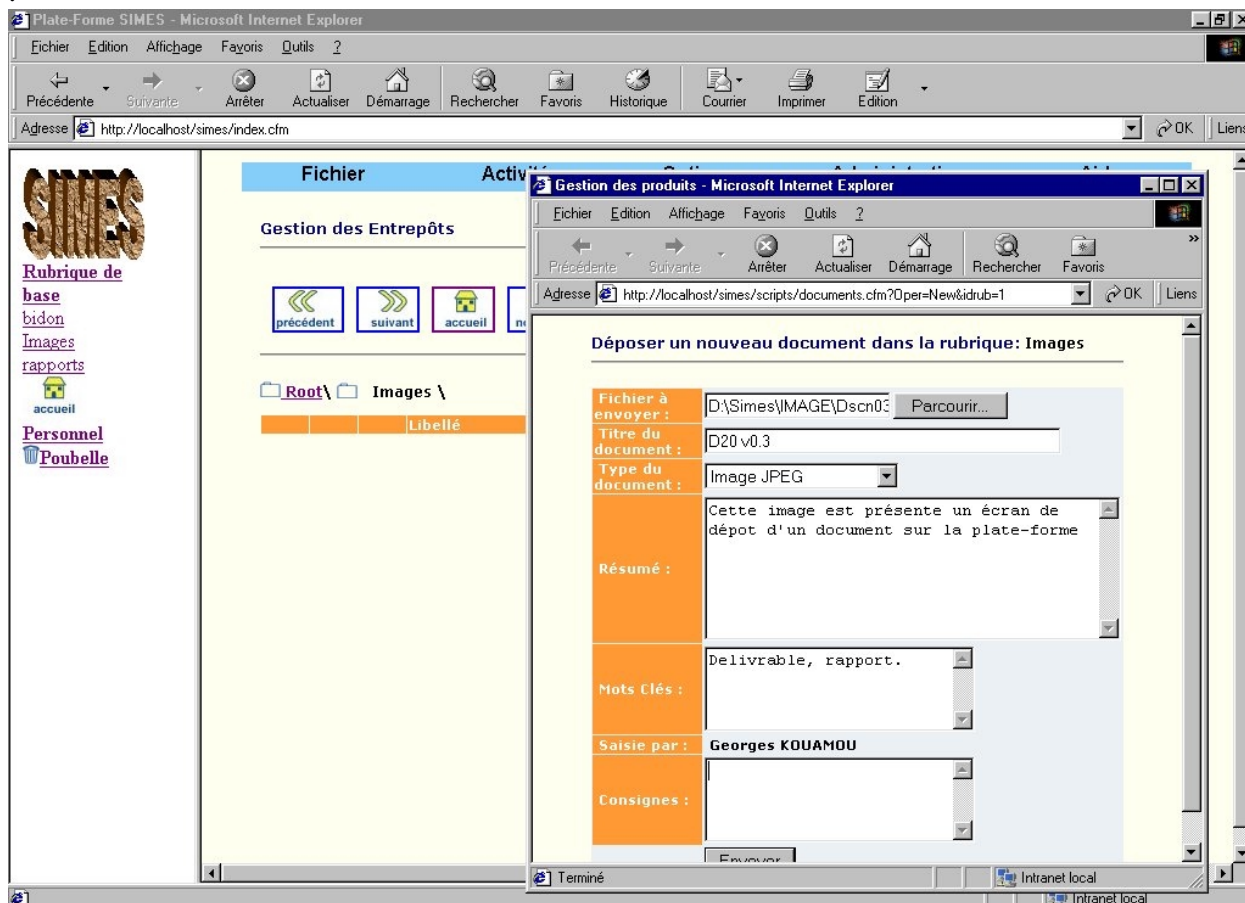 Plate-Forme SIMES - Microsoft Internet Explorer
Fichier Edition Affichage Favoris Outils ?
Précédente Suivante Arrêter Actualiser Démarrage Rechercher Favoris Historique Courrier Imprimer Edition
Adresse http://localhost/simes/index.cfm OK Liens
SIMES
Rubrique de
base
bidon
Images
rapports
accueil
Personnel
Poubelle
Fichier
Gestion des Entrepôts
précédent suivant accueil
Root\ Images \
Libellé
Gestion des produits - Microsoft Internet Explorer
Fichier Edition Affichage Favoris Outils ?
Précédente Suivante Arrêter Actualiser Démarrage Rechercher Favoris »
Adresse http://localhost/simes/scripts/documents.cfm?Oper=New&idrub=1 OK Liens
Déposer un nouveau document dans la rubrique: Images
Fichier à
envoyer : D:\Simes\IMAGE\Dscn03 Parcourir...
Titre du
document : D20 v0.3
Type du
document : Image JPEG
Résumé : Cette image est présente un écran de
dépot d'un document sur la plate-forme
Mots Clés : Delivrable, rapport.
Saisie par : Georges KOUAMOU
Consignes :
Envoyer
Terminé Intranet local
Intranet local